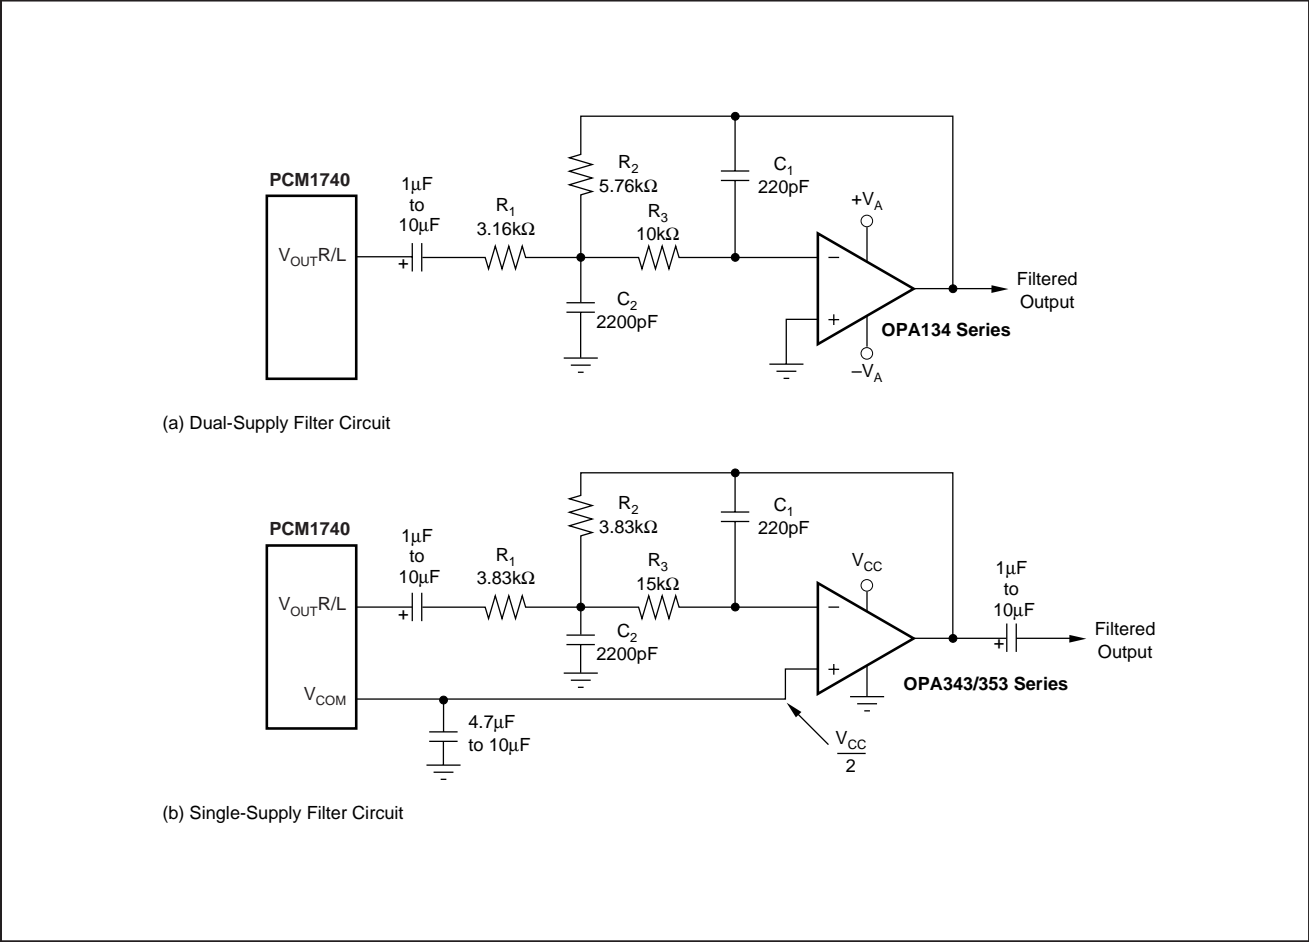 PCM1740
V_OUTR/L
1μF
to
10μF
+
R1
3.16kΩ
R2
5.76kΩ
R3
10kΩ
C1
220pF
C2
2200pF
+VA
–
+
–VA
OPA134 Series
Filtered
Output
(a) Dual-Supply Filter Circuit
PCM1740
V_OUTR/L
V_COM
1μF
to
10μF
+
R1
3.83kΩ
R2
3.83kΩ
R3
15kΩ
C1
220pF
C2
2200pF
4.7μF
to 10μF
VCC
–
+
OPA343/353 Series
VCC
2
1μF
to
10μF
+
Filtered
Output
(b) Single-Supply Filter Circuit